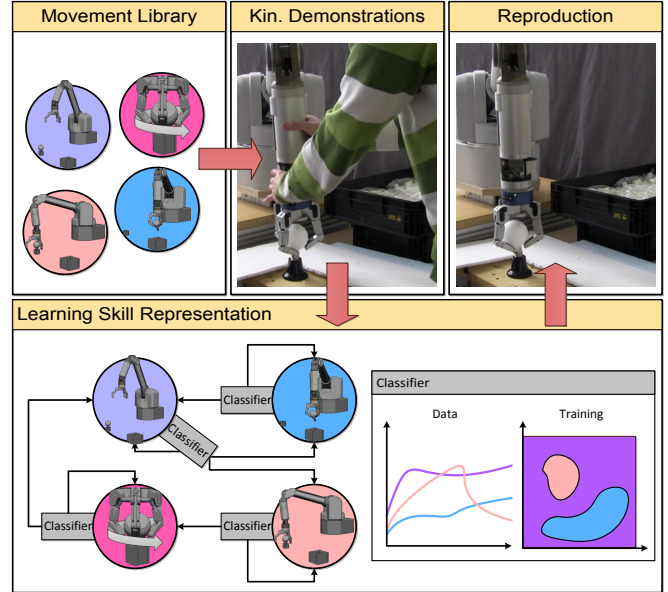 Movement Library
Kin. Demonstrations
Reproduction
Learning Skill Representation
Classifier
Classifier
Classifier
Classifier
Classifier
Data
Training